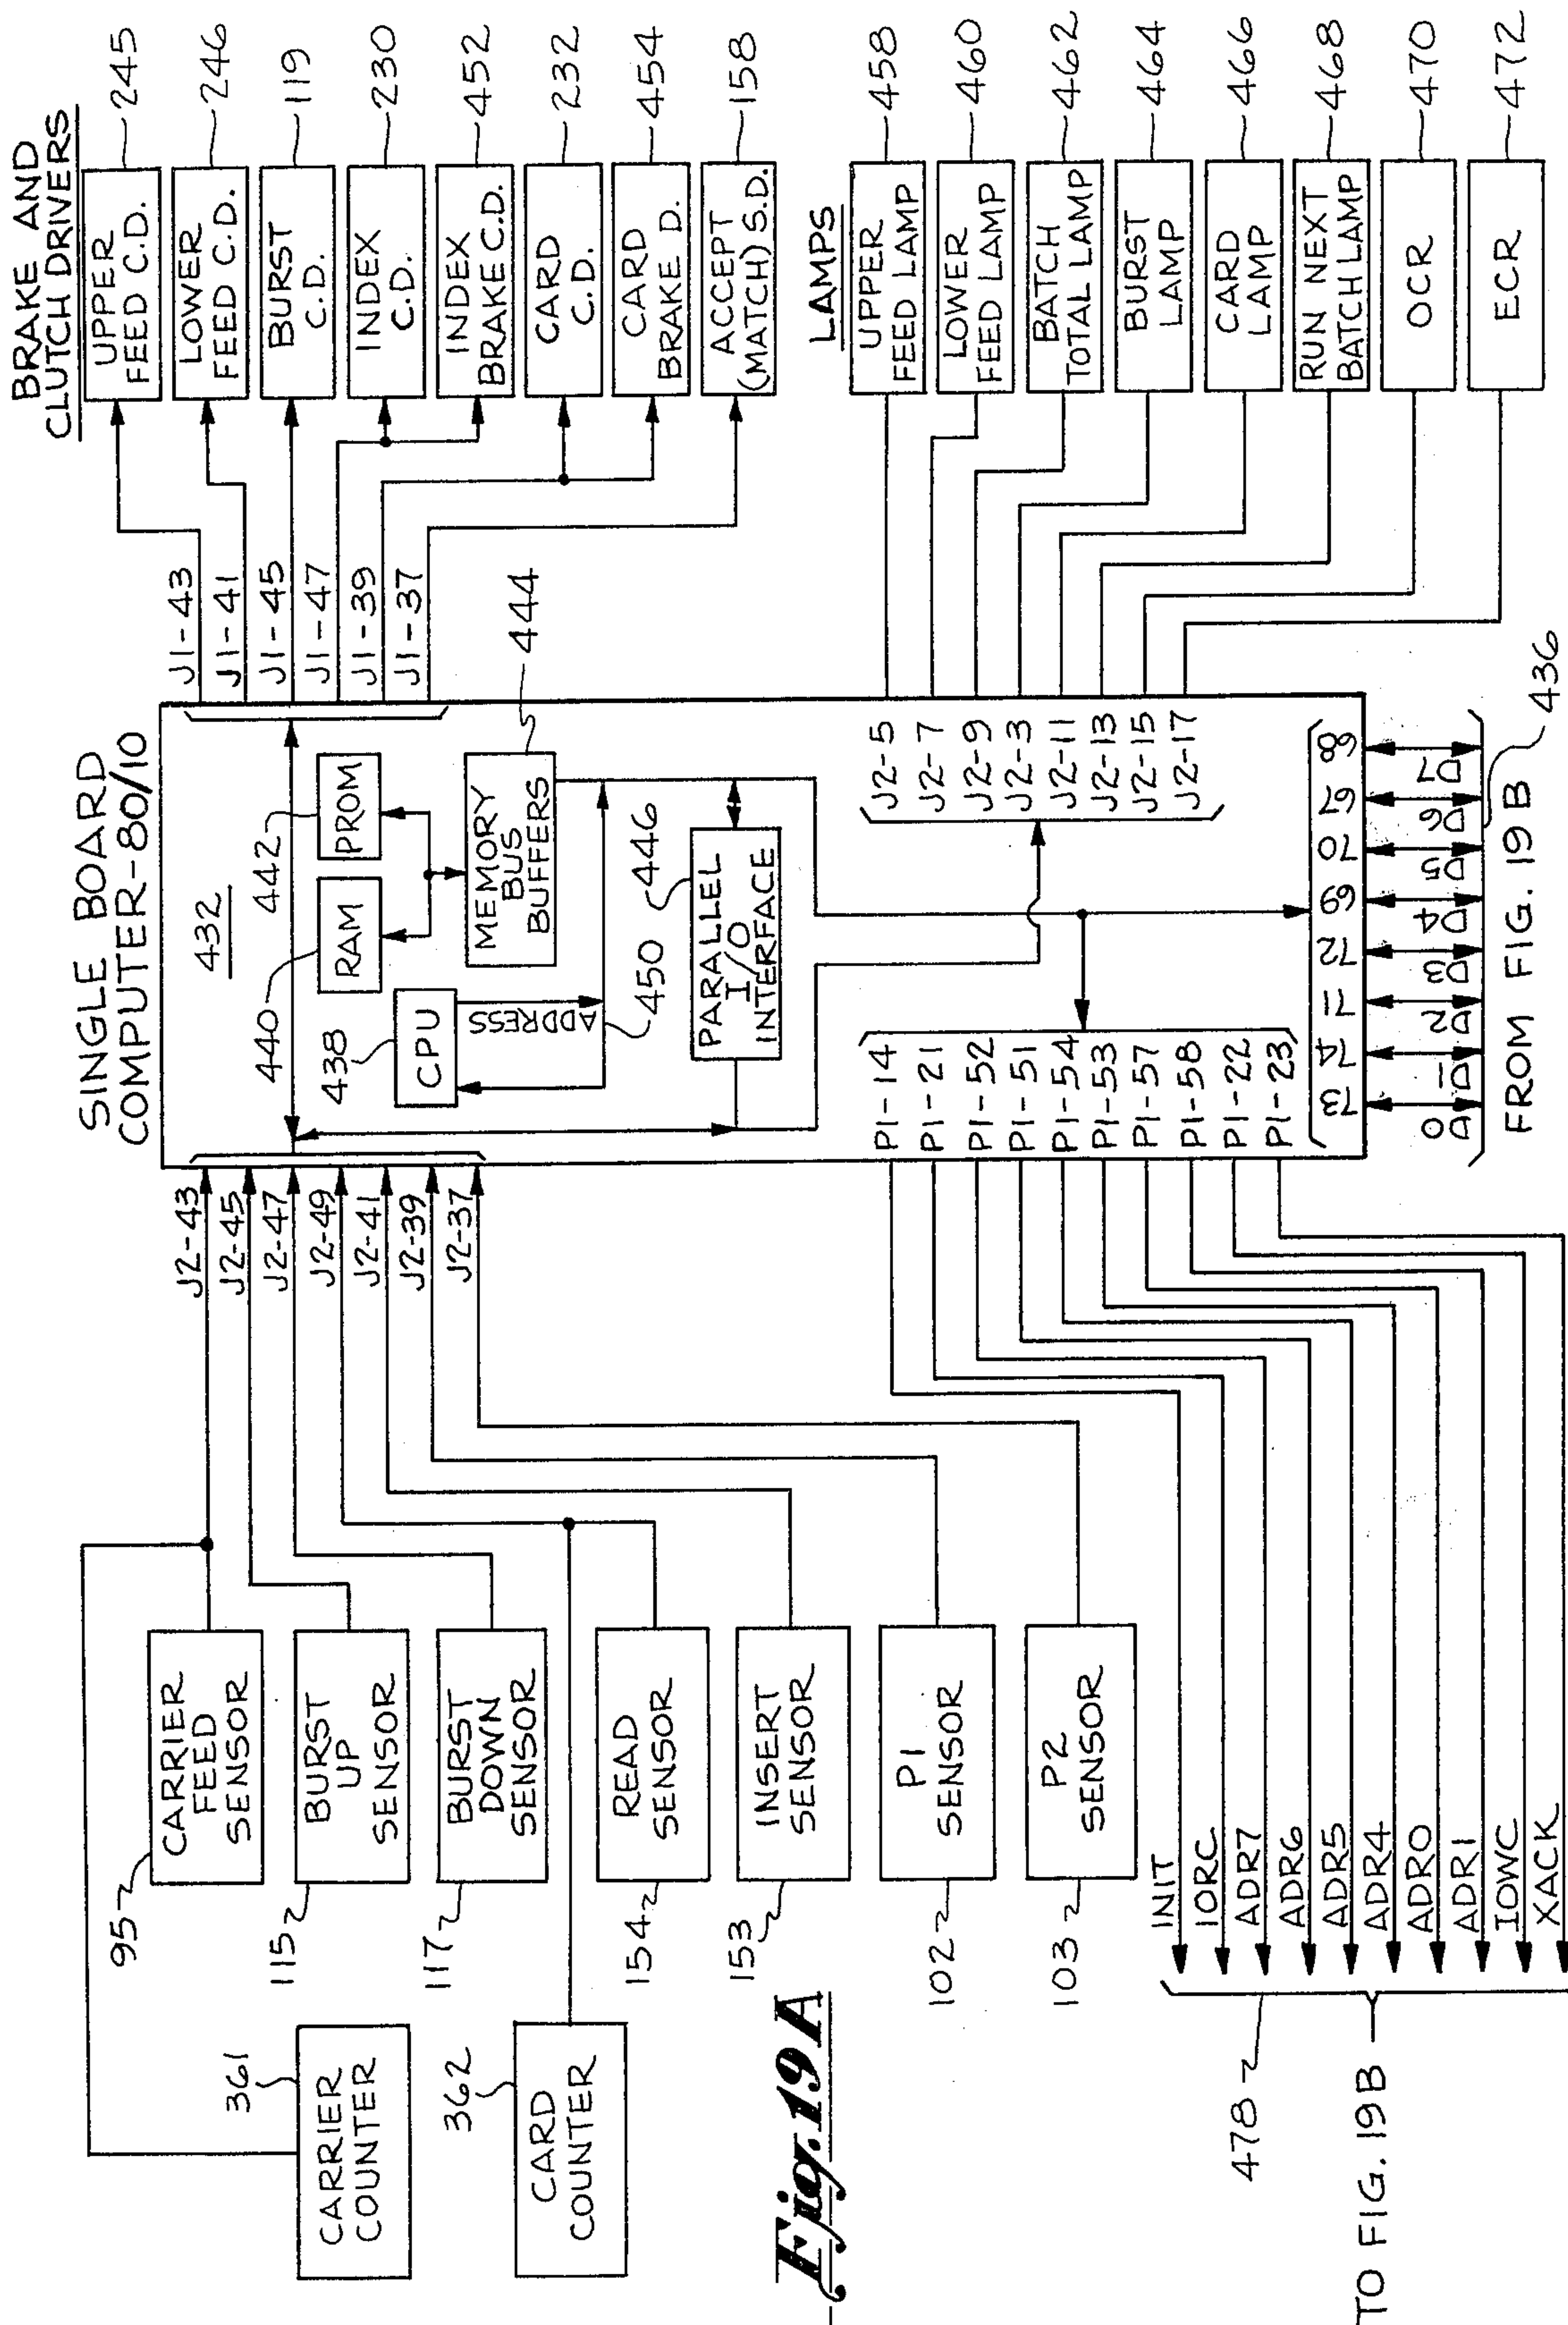 BRAKE AND
CLUTCH DRIVERS
UPPER
FEED C.D.
245
LOWER
FEED C.D.
246
BURST
C.D.
119
INDEX
C.D.
230
INDEX
BRAKE C.D.
452
CARD
C.D.
232
CARD
BRAKE D.
454
ACCEPT
(MATCH) S.D.
158
LAMPS
UPPER
FEED LAMP
458
LOWER
FEED LAMP
460
BATCH
TOTAL LAMP
462
BURST
LAMP
464
CARD
LAMP
466
RUN NEXT
BATCH LAMP
468
OCR
470
ECR
472
J1-43
J1-41
J1-45
J1-47
J1-39
J1-37
SINGLE BOARD
COMPUTER-80/10
432
442
PROM
440
RAM
444
MEMORY
BUS
BUFFERS
438
CPU
ADDRESS
450
446
PARALLEL
I/O
INTERFACE
J2-5
J2-7
J2-9
J2-3
J2-11
J2-13
J2-15
J2-17
P1-14
P1-21
P1-52
P1-51
P1-54
P1-53
P1-57
P1-58
P1-22
P1-23
73
74
71
72
69
70
67
68
D0
D1
D2
D3
D4
D5
D6
D7
436
FROM FIG. 19B
J2-43
J2-45
J2-47
J2-49
J2-41
J2-39
J2-37
CARRIER
FEED
SENSOR
95
BURST
UP
SENSOR
115
BURST
DOWN
SENSOR
117
READ
SENSOR
154
INSERT
SENSOR
153
P1
SENSOR
102
P2
SENSOR
103
CARRIER
COUNTER
361
CARD
COUNTER
362
INIT
IORC
ADR7
ADR6
ADR5
ADR4
ADR0
ADR1
IOWC
XACK
478
TO FIG. 19B
Fig. 19A